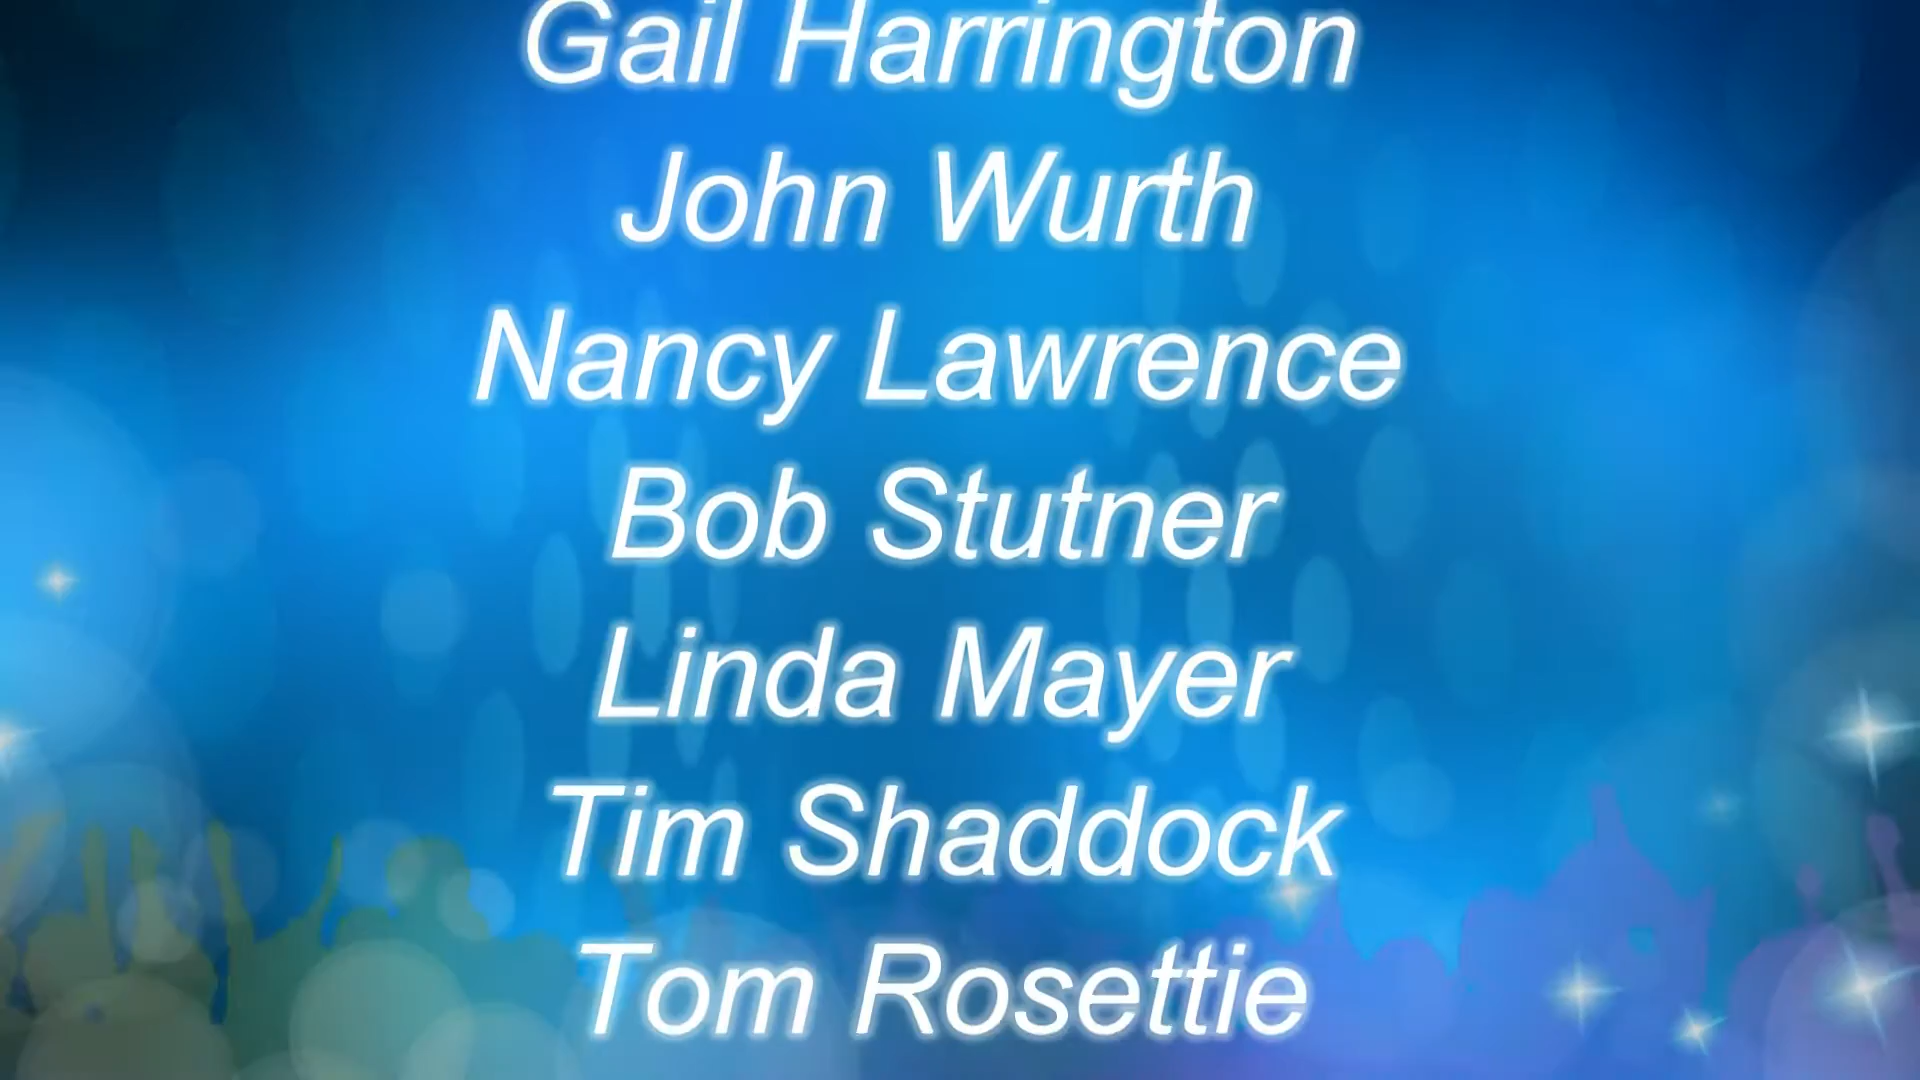 Gail Harrington
John Wurth
Nancy Lawrence
Bob Stutner
Linda Mayer
Tim Shaddock
Tom Rosettie